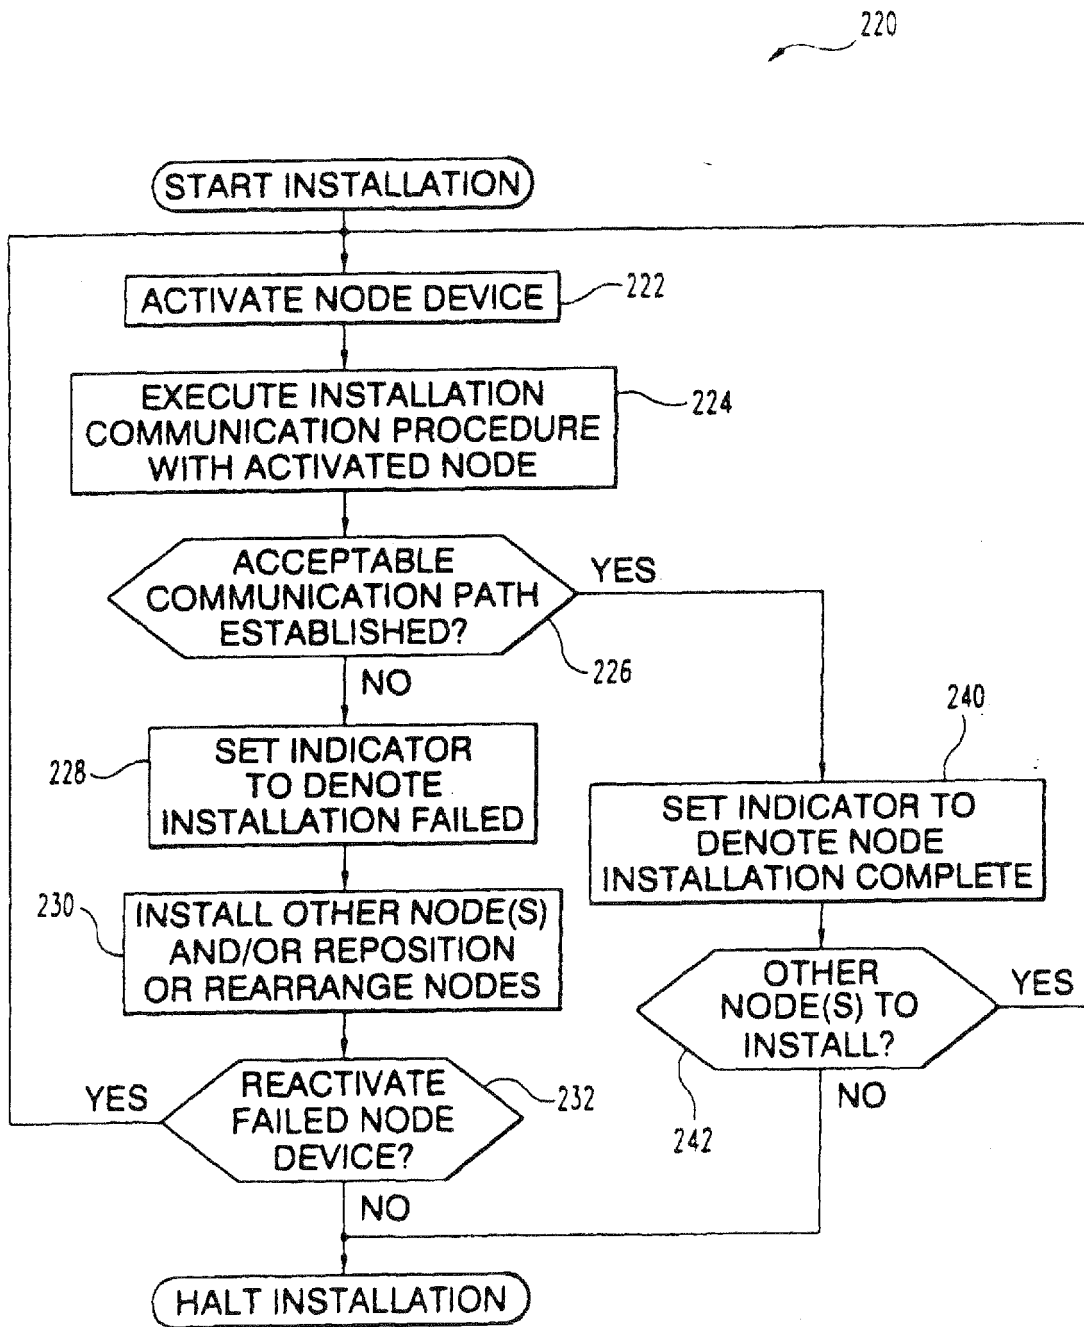 220
START INSTALLATION
ACTIVATE NODE DEVICE
222
EXECUTE INSTALLATION
COMMUNICATION PROCEDURE
WITH ACTIVATED NODE
224
ACCEPTABLE
COMMUNICATION PATH
ESTABLISHED?
YES
226
NO
228
SET INDICATOR
TO DENOTE
INSTALLATION FAILED
240
SET INDICATOR TO
DENOTE NODE
INSTALLATION COMPLETE
230
INSTALL OTHER NODE(S)
AND/OR REPOSITION
OR REARRANGE NODES
OTHER
NODE(S) TO
INSTALL?
YES
242
NO
YES
REACTIVATE
FAILED NODE
DEVICE?
232
NO
HALT INSTALLATION